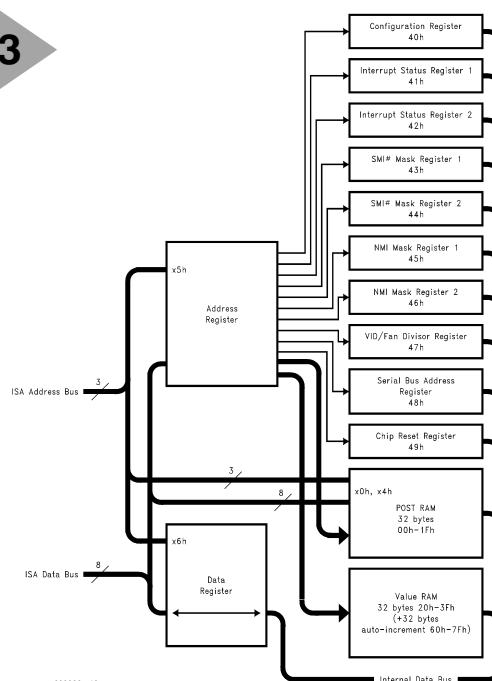 3
Configuration Register
40h
Interrupt Status Register 1
41h
Interrupt Status Register 2
42h
SMI# Mask Register 1
43h
SMI# Mask Register 2
44h
NMI Mask Register 1
45h
NMI Mask Register 2
46h
VID/Fan Divisor Register
47h
Serial Bus Address
Register
48h
Chip Reset Register
49h
x5h
Address
Register
ISA Address Bus
3
3
8
x0h, x4h
POST RAM
32 bytes
00h-1Fh
x6h
ISA Data Bus
8
Data
Register
Value RAM
32 bytes 20h-3Fh
(+32 bytes
auto-increment 60h-7Fh)
Internal Data Bus